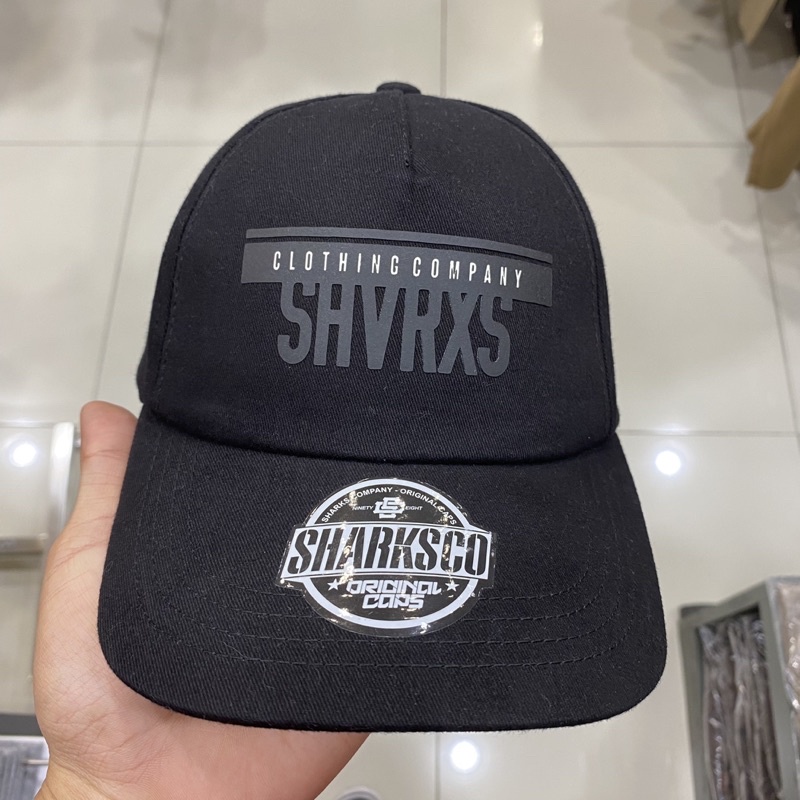 CLOTHING COMPANY
SHVRXS
SHARKS COMPANY - ORIGINAL CAPS
NINETY EIGHT
SHARKSCO
ORIGINAL
CAPS